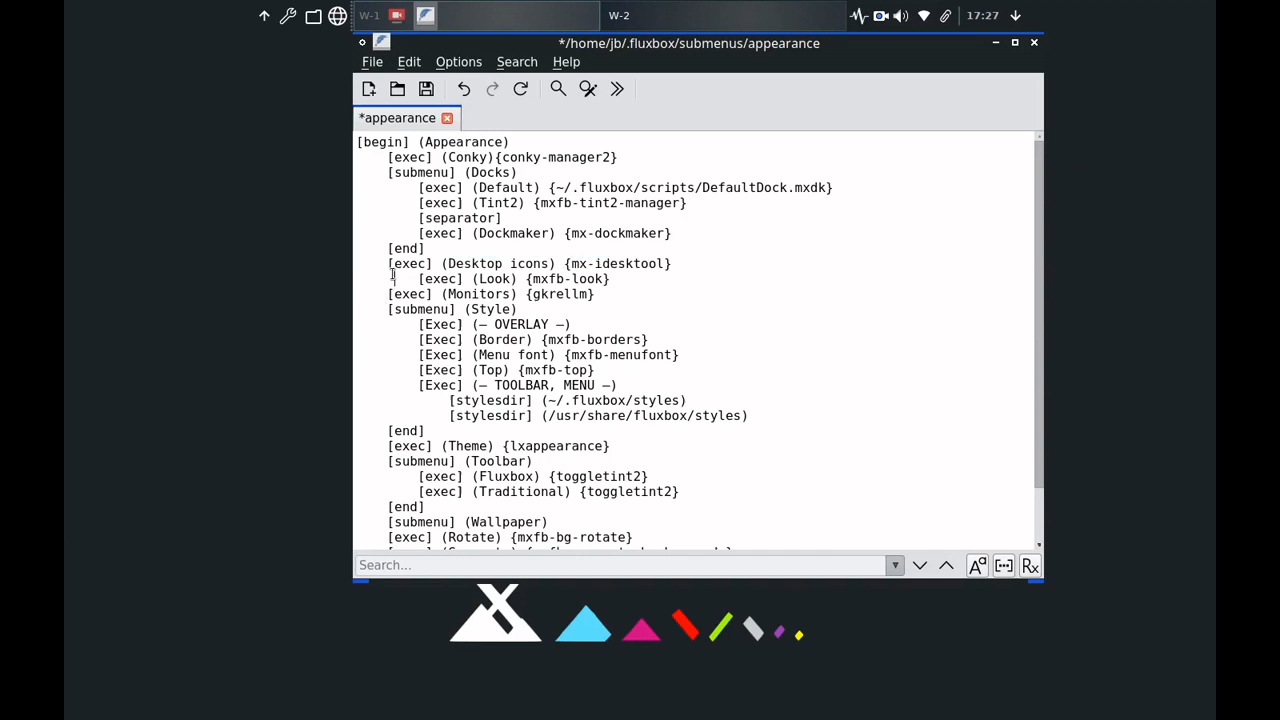 W-1
W-2
17:27
*/home/jb/.fluxbox/submenus/appearance
File Edit Options Search Help
*appearance
[begin] (Appearance)
[exec] (Conky){conky-manager2}
[submenu] (Docks)
[exec] (Default) {~/.fluxbox/scripts/DefaultDock.mxdk}
[exec] (Tint2) {mxfb-tint2-manager}
[separator]
[exec] (Dockmaker) {mx-dockmaker}
[end]
[exec] (Desktop icons) {mx-idesktool}
[exec] (Look) {mxfb-look}
[exec] (Monitors) {gkrellm}
[submenu] (Style)
[Exec] (— OVERLAY —)
[Exec] (Border) {mxfb-borders}
[Exec] (Menu font) {mxfb-menufont}
[Exec] (Top) {mxfb-top}
[Exec] (— TOOLBAR, MENU —)
[stylesdir] (~/.fluxbox/styles)
[stylesdir] (/usr/share/fluxbox/styles)
[end]
[exec] (Theme) {lxappearance}
[submenu] (Toolbar)
[exec] (Fluxbox) {toggletint2}
[exec] (Traditional) {toggletint2}
[end]
[submenu] (Wallpaper)
[exec] (Rotate) {mxfb-bg-rotate}
Search...
Rx